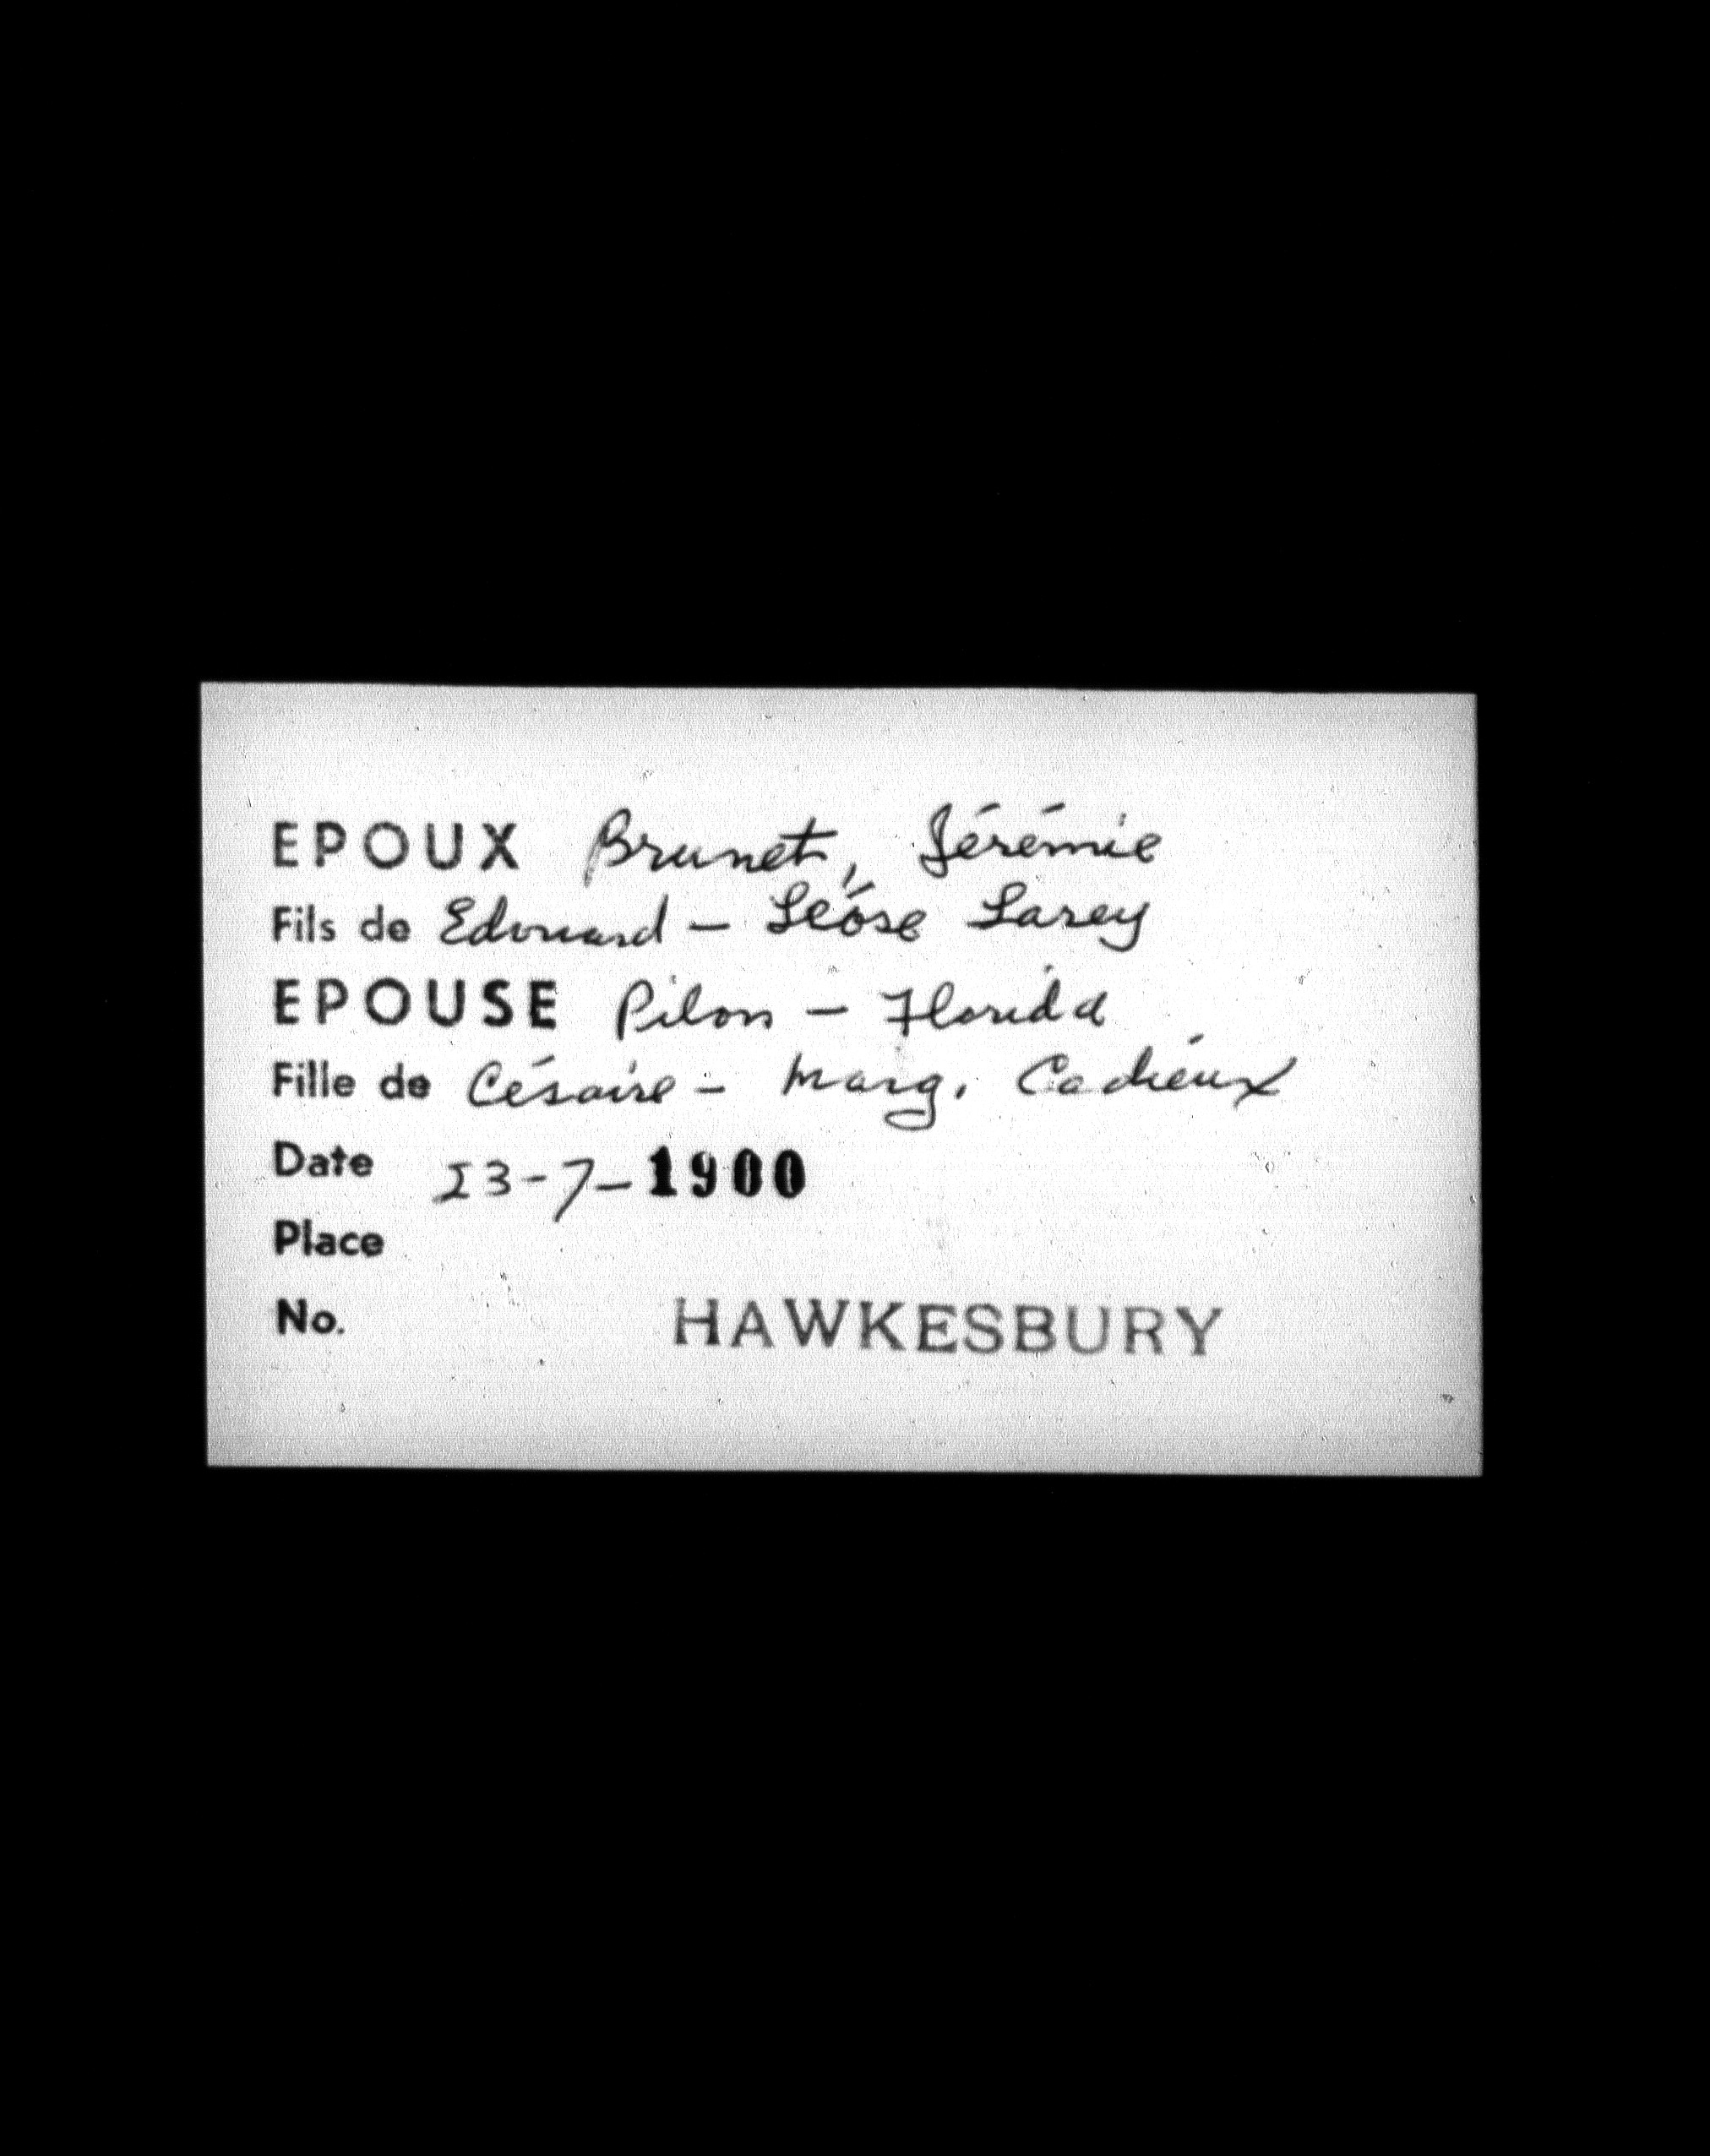 EPOUX Brunet, Jérémie
Fils de Edouard - Léose Larey
EPOUSE Pilon - Florida
Fille de Césaire - Marg. Cadieux
Date 23-7-1900
Place
No. HAWKESBURY